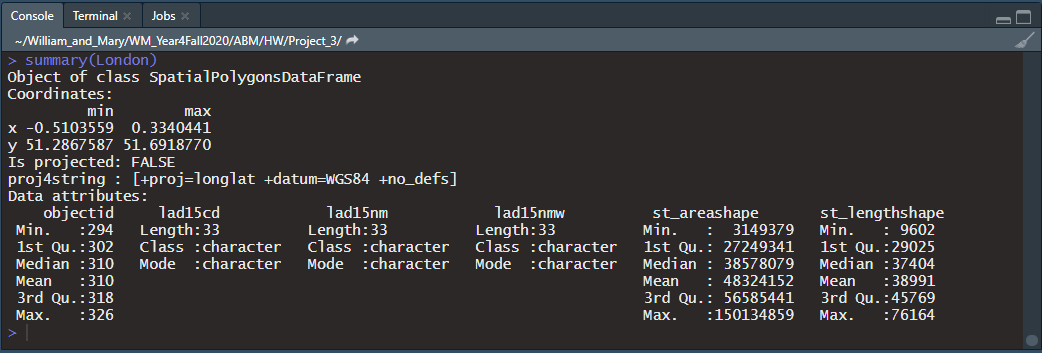 Console Terminal Jobs
~/William_and_Mary/WM_Year4Fall2020/ABM/HW/Project_3/
> summary(London)
Object of class SpatialPolygonsDataFrame
Coordinates:
         min        max
x -0.5103559  0.3340441
y 51.2867587 51.6918770
Is projected: FALSE
proj4string : [+proj=longlat +datum=WGS84 +no_defs]
Data attributes:
    objectid     lad15cd            lad15nm            lad15nmw         st_areashape       st_lengthshape
 Min.   :294   Length:33          Length:33          Length:33          Min.   :  3149379   Min.   : 9602
 1st Qu.:302   Class :character   Class :character   Class :character   1st Qu.: 27249341   1st Qu.:29025
 Median :310   Mode  :character   Mode  :character   Mode  :character   Median : 38578079   Median :37404
 Mean   :310                                                            Mean   : 48324152   Mean   :38991
 3rd Qu.:318                                                            3rd Qu.: 56585441   3rd Qu.:45769
 Max.   :326                                                            Max.   :150134859   Max.   :76164
>